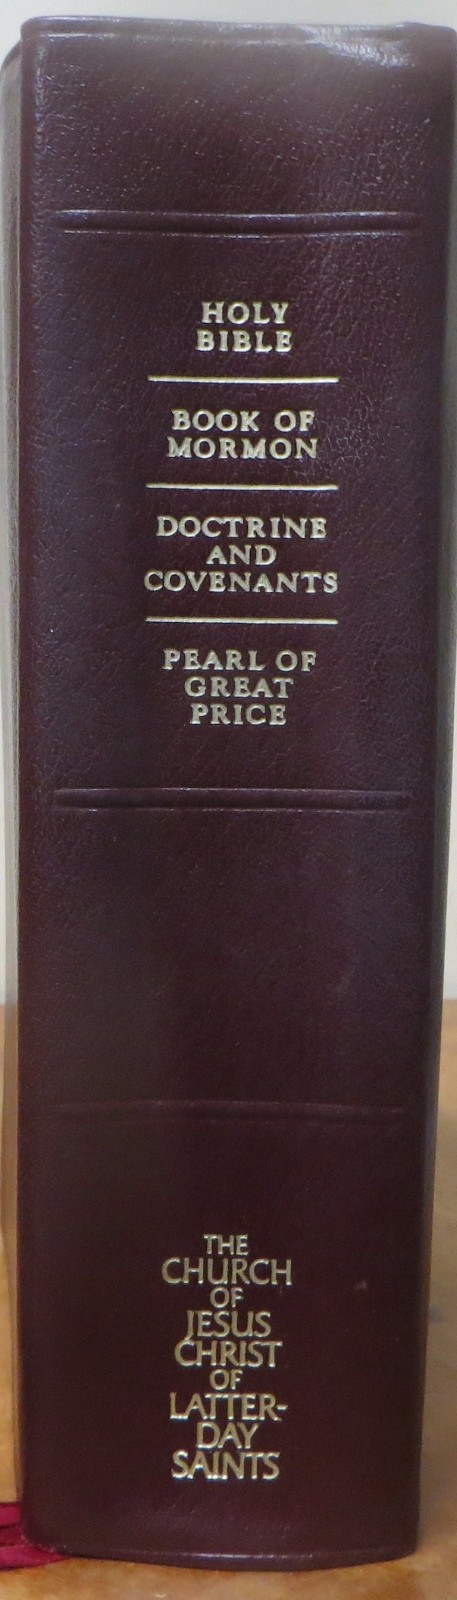 HOLY
BIBLE
BOOK OF
MORMON
DOCTRINE
AND
COVENANTS
PEARL OF
GREAT
PRICE
THE
CHURCH
OF
JESUS
CHRIST
OF
LATTER-
DAY
SAINTS